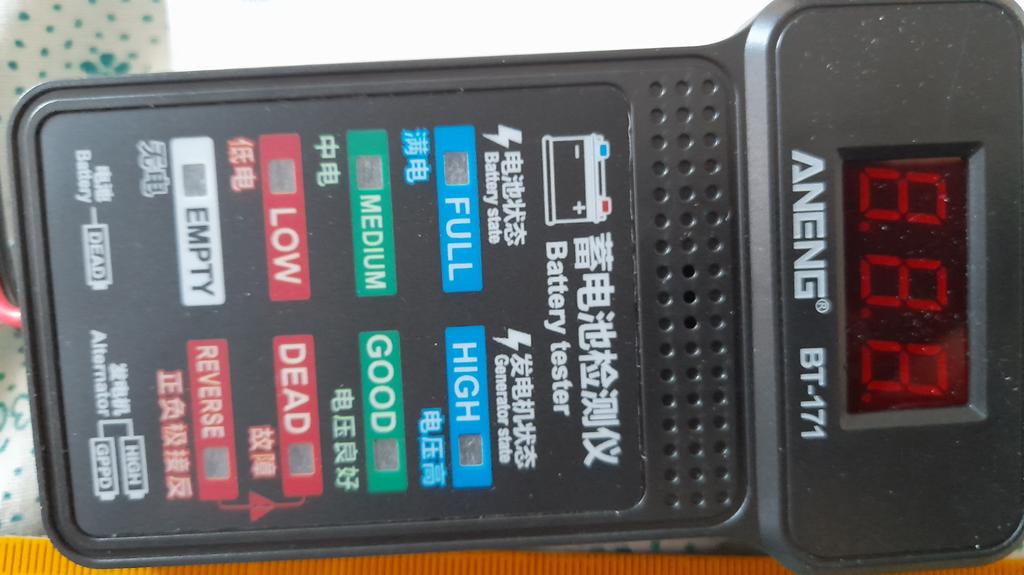 8.8.8.
ANENG® BT-171
蓄电池检测仪
Battery tester
电池状态 发电机状态
Battery state Generator state
FULL HIGH
满电 电压高
MEDIUM GOOD
中电 电压良好
LOW DEAD
低电 故障
EMPTY REVERSE
无电 正负极接反
电池 发电机 HIGH
Battery DEAD Alternator GPPD